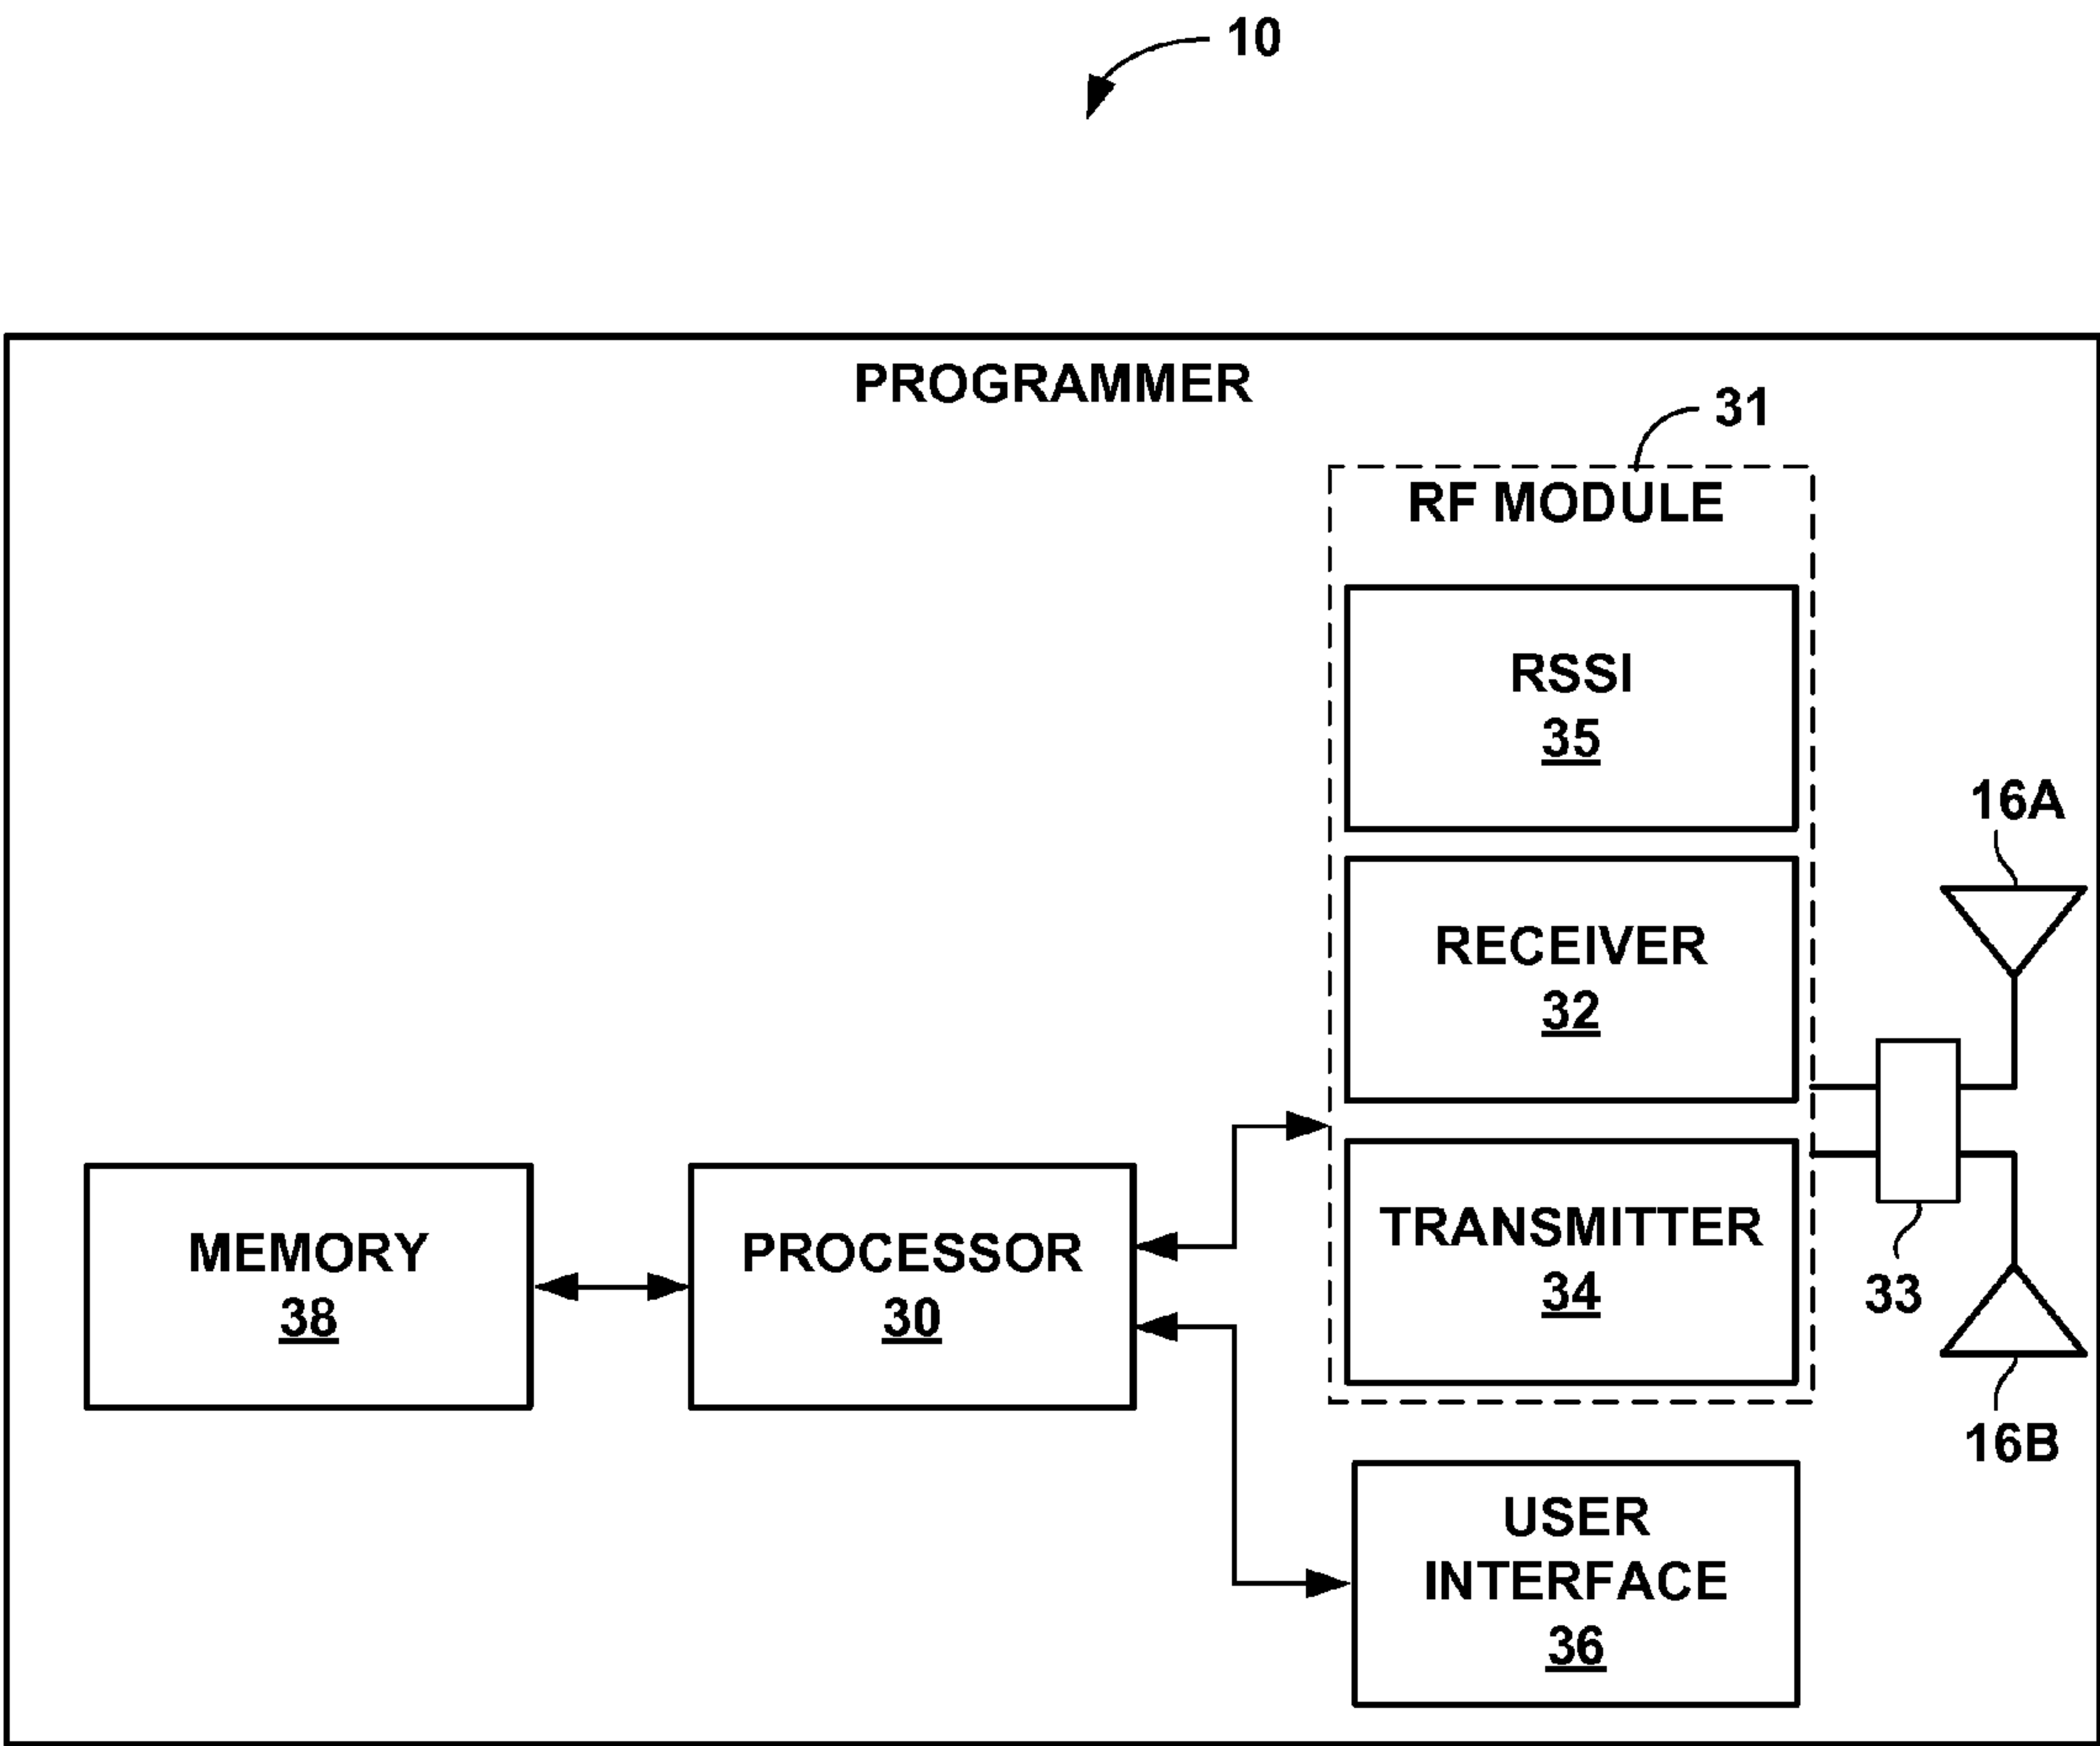 10
PROGRAMMER
31
RF MODULE
RSSI
35
16A
RECEIVER
32
MEMORY
38
PROCESSOR
30
TRANSMITTER
34
33
16B
USER
INTERFACE
36